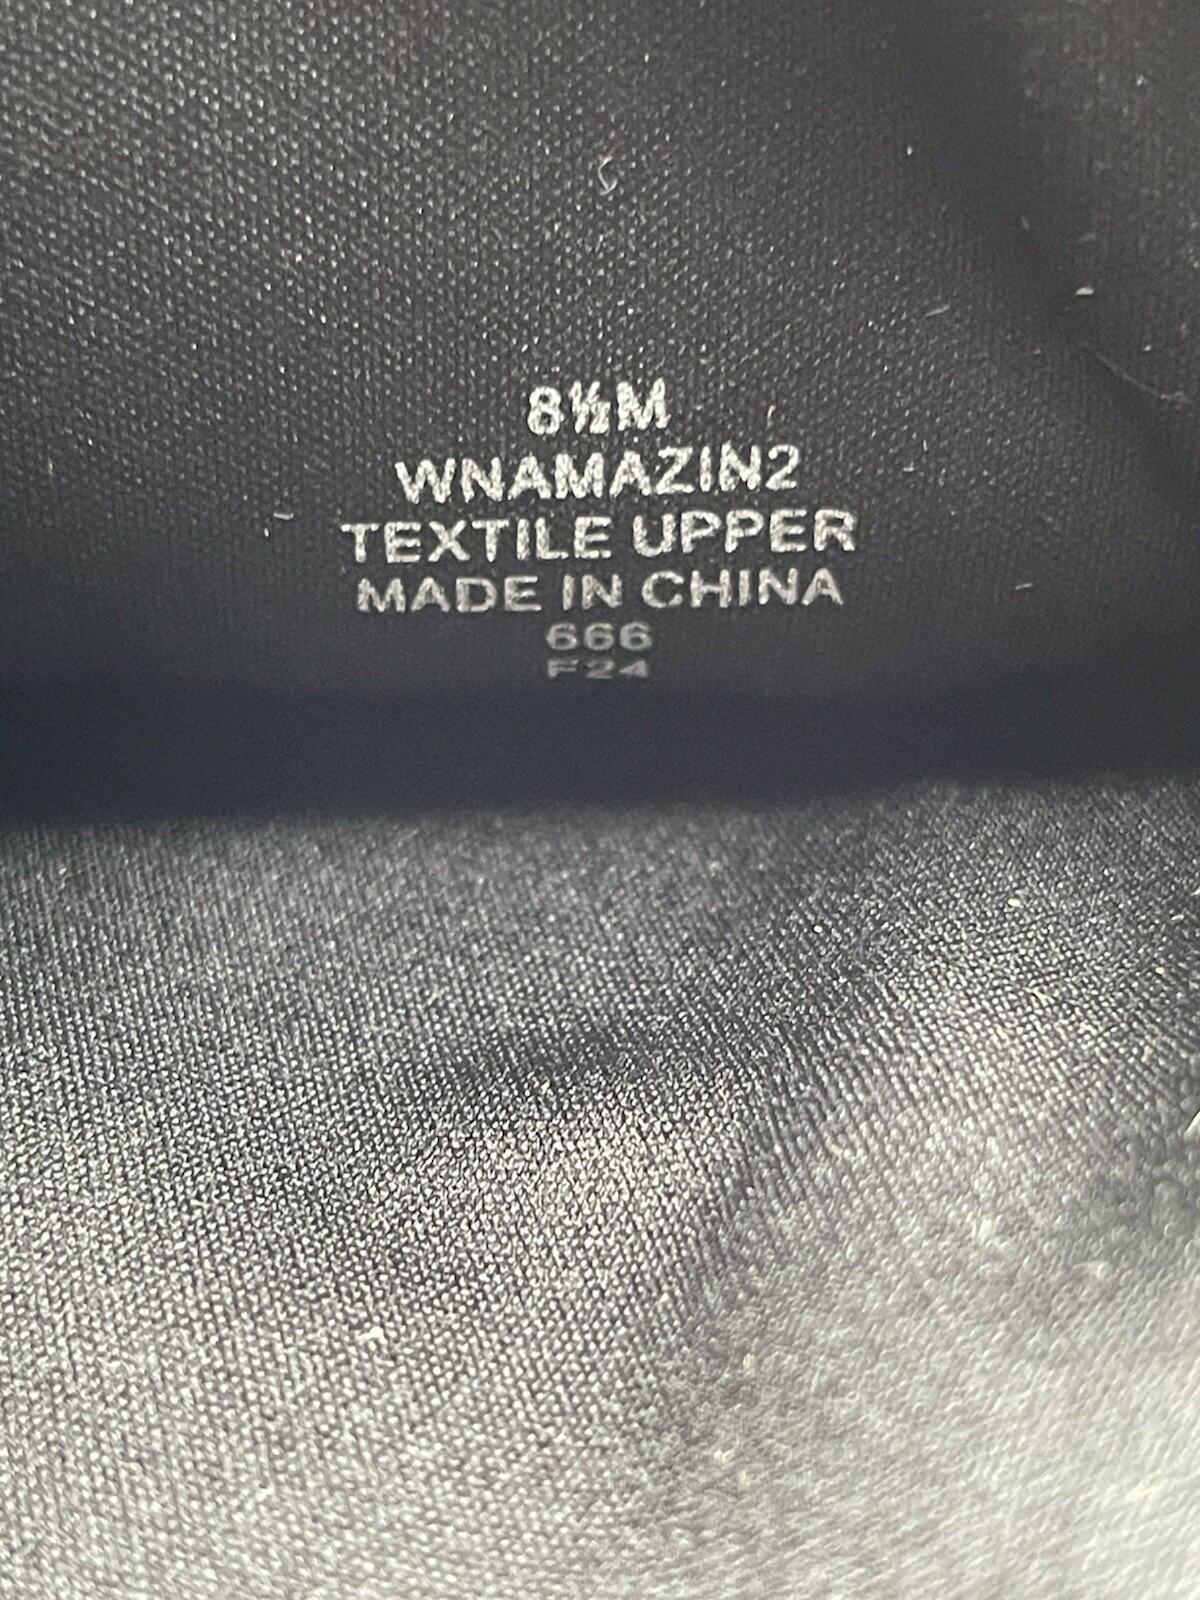 8½M
WNAMAZIN2
TEXTILE UPPER
MADE IN CHINA
666
F24